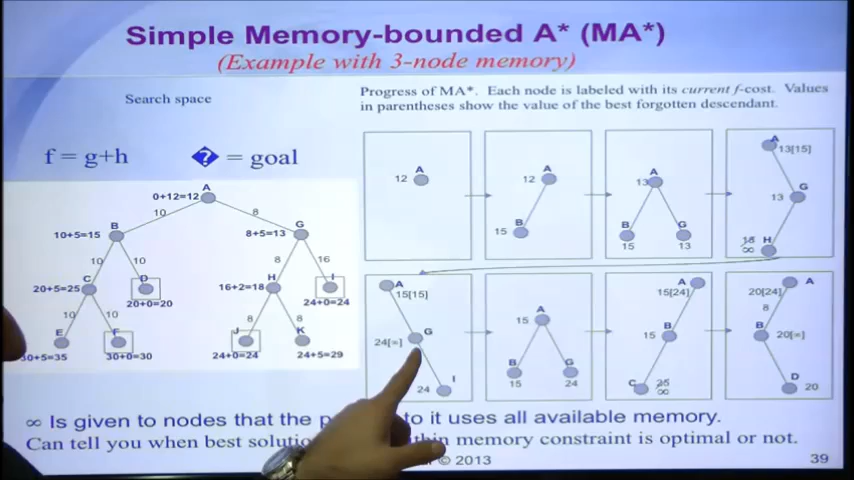 Simple Memory-bounded A* (MA*)
(Example with 3-node memory)
Search space
Progress of MA*. Each node is labeled with its current f-cost. Values
in parentheses show the value of the best forgotten descendant.
f = g+h
? = goal
A
0+12=12
10
8
B
10+5=15
G
8+5=13
10
10
8
16
C
20+5=25
D
20+0=20
H
16+2=18
I
24+0=24
10
10
8
8
E
30+5=35
F
30+0=30
J
24+0=24
K
24+5=29
A
12
A
12
B
15
A
13
B
15
G
13
A
13[15]
G
13
18 H
∞
A
15[15]
G
24[∞]
I
24
A
15
B
15
G
24
A
15[24]
B
15
C 25
∞
A
20[24]
8
B
20[∞]
D
20
∞ Is given to nodes that the to it uses all available memory.
Can tell you when best memory constraint is optimal or not.
© 2013
39